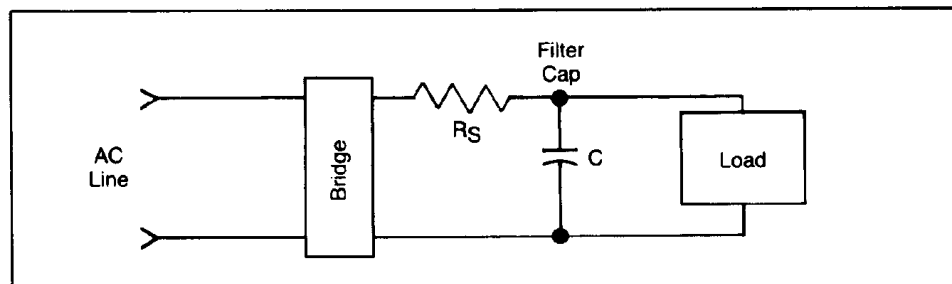 Filter
Cap
RS
AC
Line
Bridge
C
Load